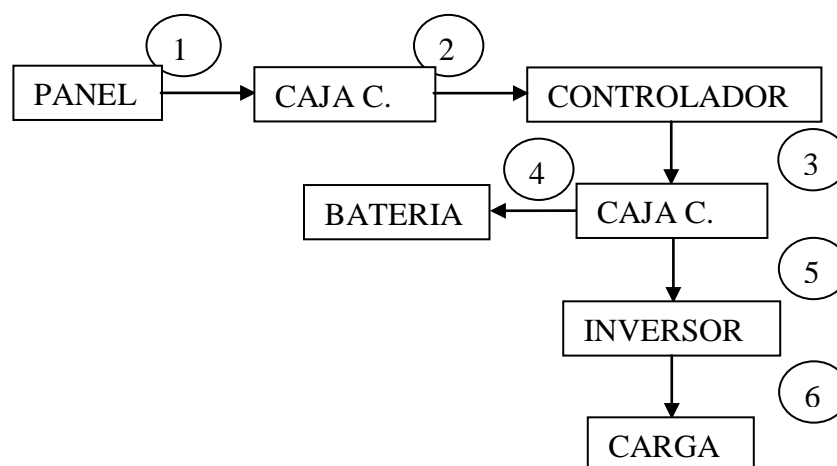 1
2
PANEL
CAJA C.
CONTROLADOR
3
4
BATERIA
CAJA C.
5
INVERSOR
6
CARGA